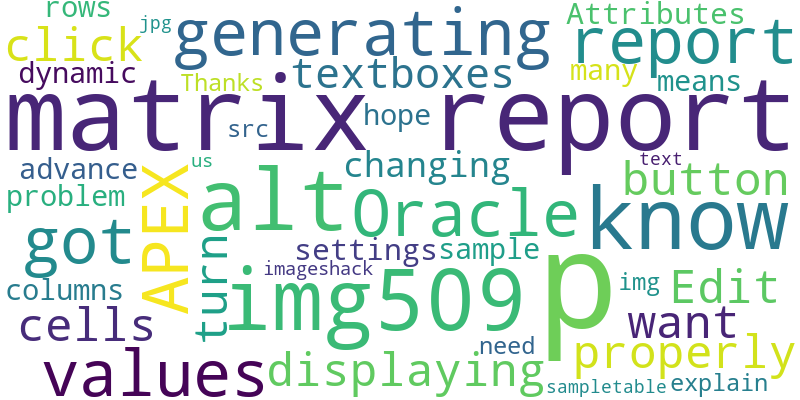 rows
jpg
generating
Attributes
click
report
dynamic
Thanks
textboxes
many
means
matrix report
src
hope
advance
us
changing
text
problem
APEX
alt
Oracle
button
know
got
settings
sample
turn
imageshack
img509
p
img
Edit
columns
cells
want
need
properly
values
displaying
sampletable
explain